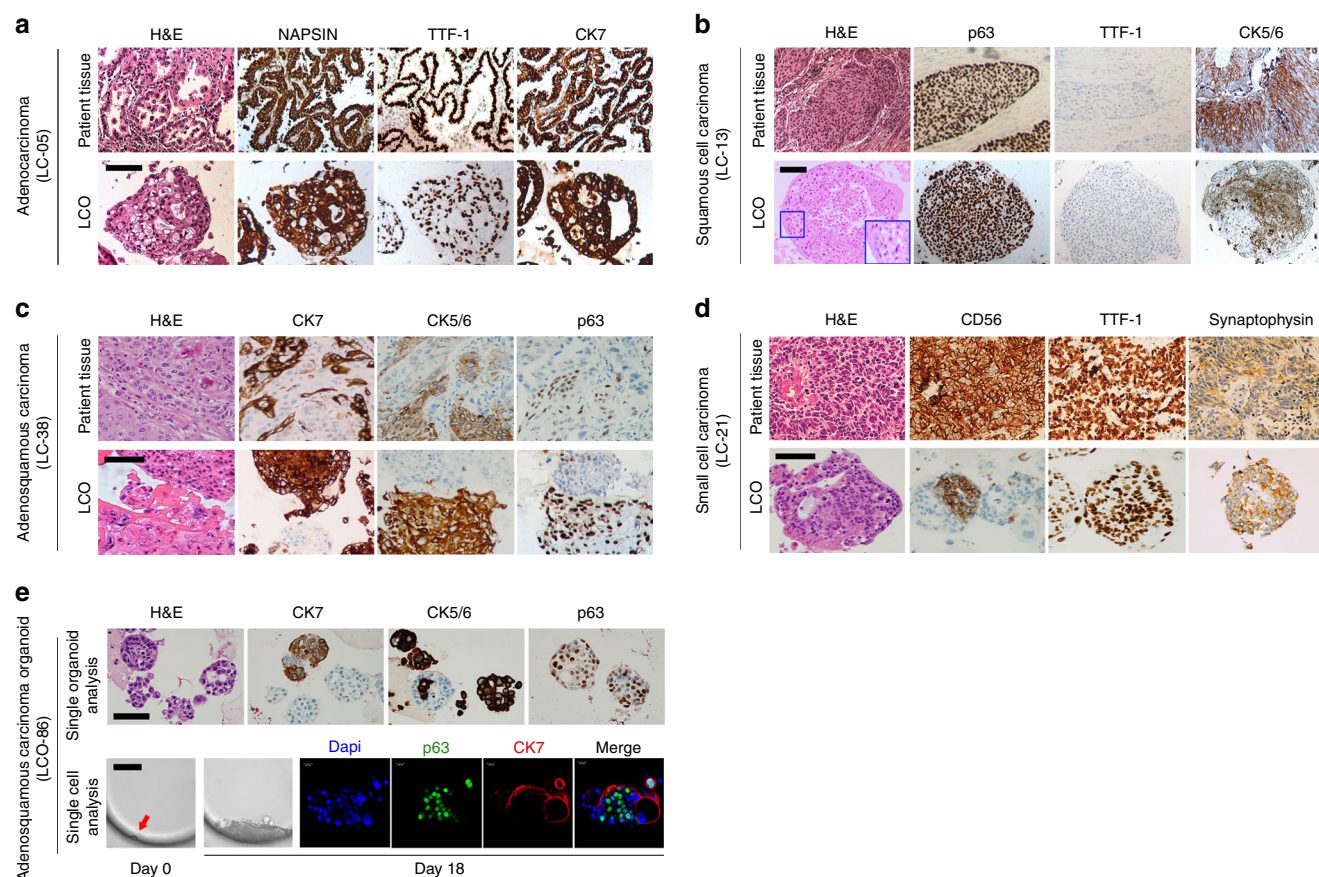 a
H&E NAPSIN TTF-1 CK7
Adenocarcinoma
(LC-05)
Patient tissue
LCO
b
H&E p63 TTF-1 CK5/6
Squamous cell carcinoma
(LC-13)
Patient tissue
LCO
c
H&E CK7 CK5/6 p63
Adenosquamous carcinoma
(LC-38)
Patient tissue
LCO
d
H&E CD56 TTF-1 Synaptophysin
Small cell carcinoma
(LC-21)
Patient tissue
LCO
e
H&E CK7 CK5/6 p63
Adenosquamous carcinoma organoid
(LCO-86)
Single organoid
analysis
Dapi p63 CK7 Merge
Single cell
analysis
Day 0 Day 18